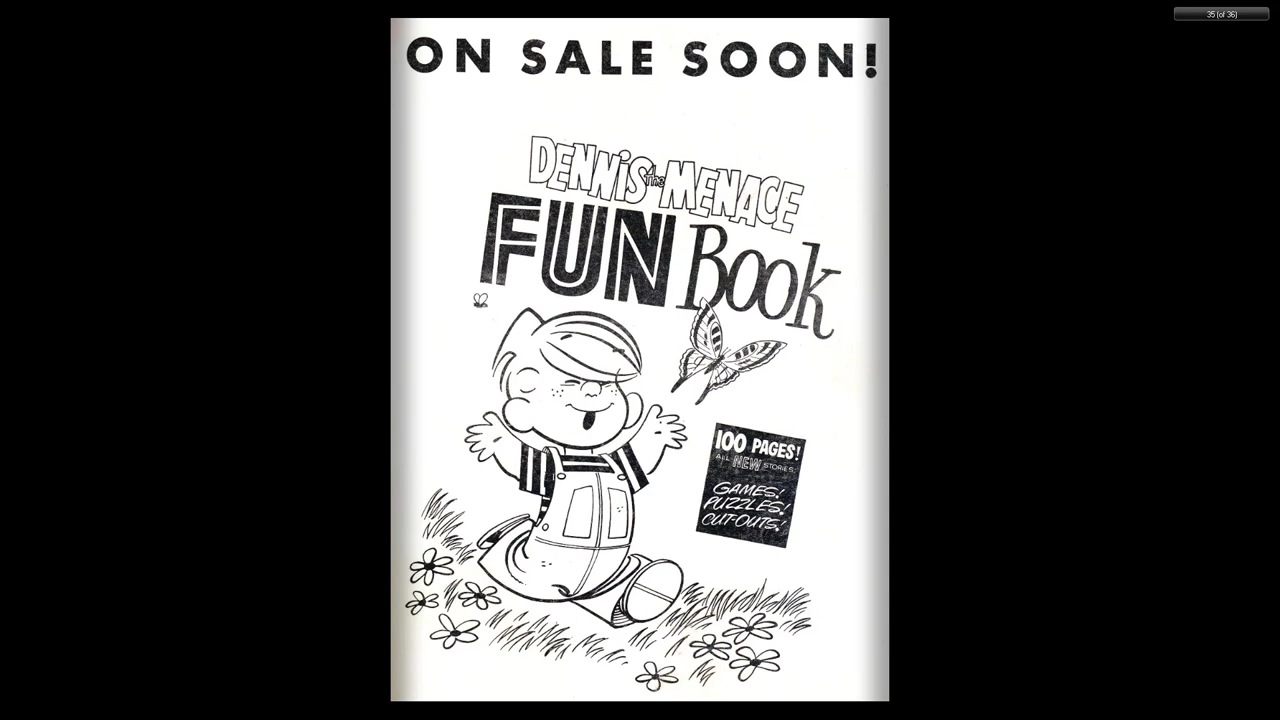 35 (of 36)
ON SALE SOON!
DENNIS the MENACE
FUN Book
100 PAGES!
ALL NEW STORIES
GAMES!
PUZZLES!
CUT-OUTS!